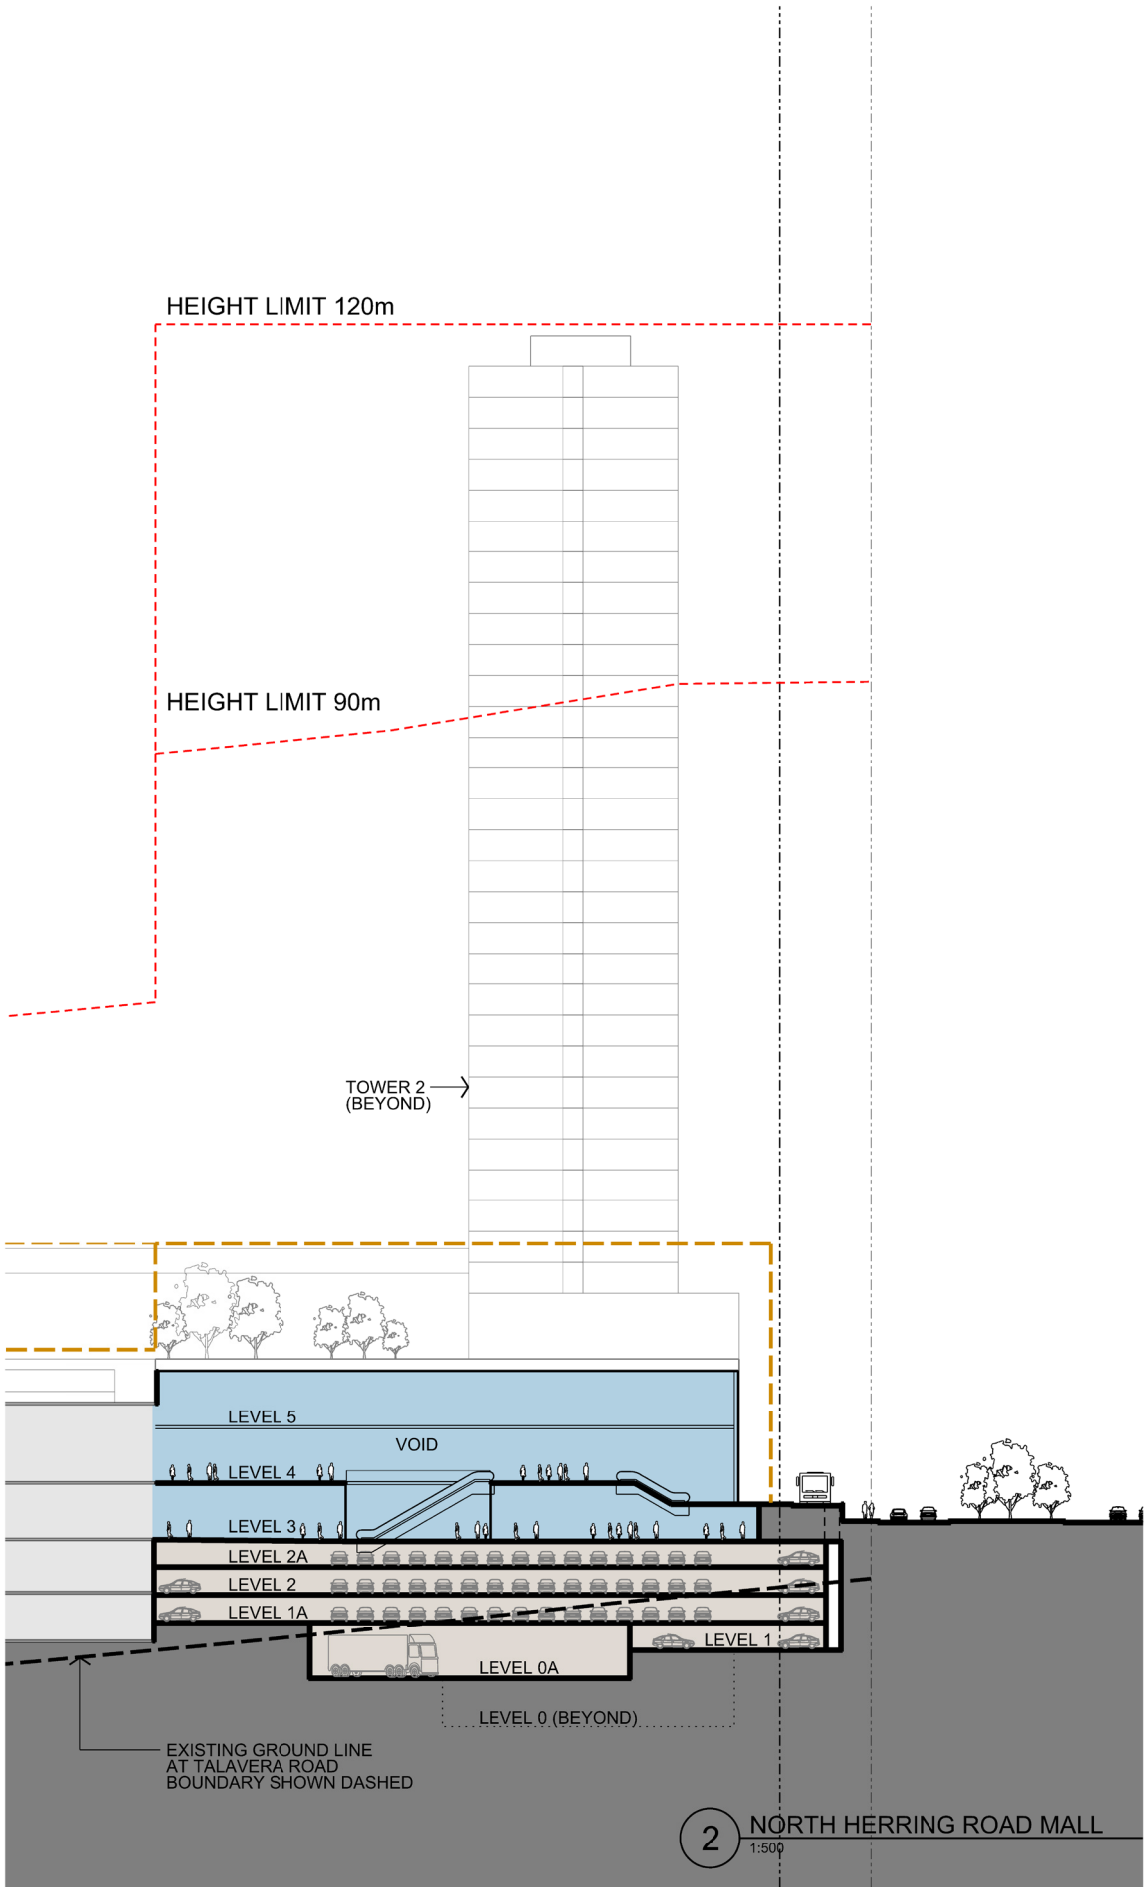 HEIGHT LIMIT 120m
HEIGHT LIMIT 90m
TOWER 2
(BEYOND)
LEVEL 5
VOID
LEVEL 4
LEVEL 3
LEVEL 2A
LEVEL 2
LEVEL 1A
LEVEL 1
LEVEL 0A
LEVEL 0 (BEYOND)
EXISTING GROUND LINE
AT TALAVERA ROAD
BOUNDARY SHOWN DASHED
2 NORTH HERRING ROAD MALL
1:500